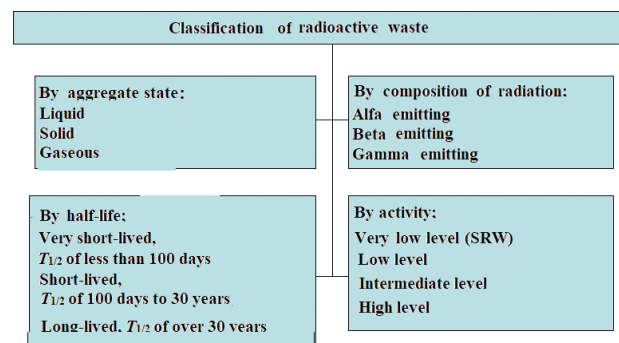 Classification of radioactive waste
By aggregate state:
Liquid
Solid
Gaseous
By composition of radiation:
Alfa emitting
Beta emitting
Gamma emitting
By half-life:
Very short-lived,
T1/2 of less than 100 days
Short-lived,
T1/2 of 100 days to 30 years
Long-lived, T1/2 of over 30 years
By activity:
Very low level (SRW)
Low level
Intermediate level
High level